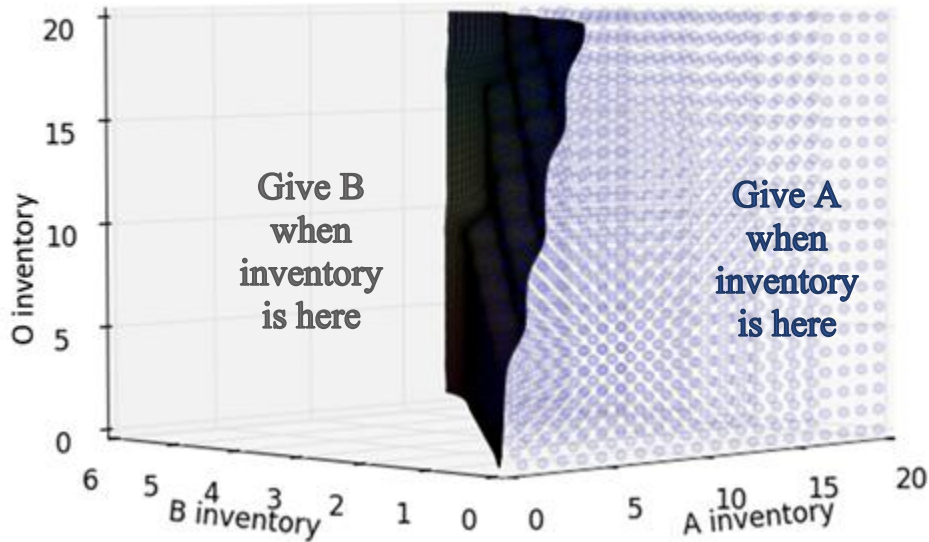 20
15
10
5
0
O inventory
Give B
when
inventory
is here
Give A
when
inventory
is here
6 5 4 3 2 1 0
B inventory
0 5 10 15 20
A inventory